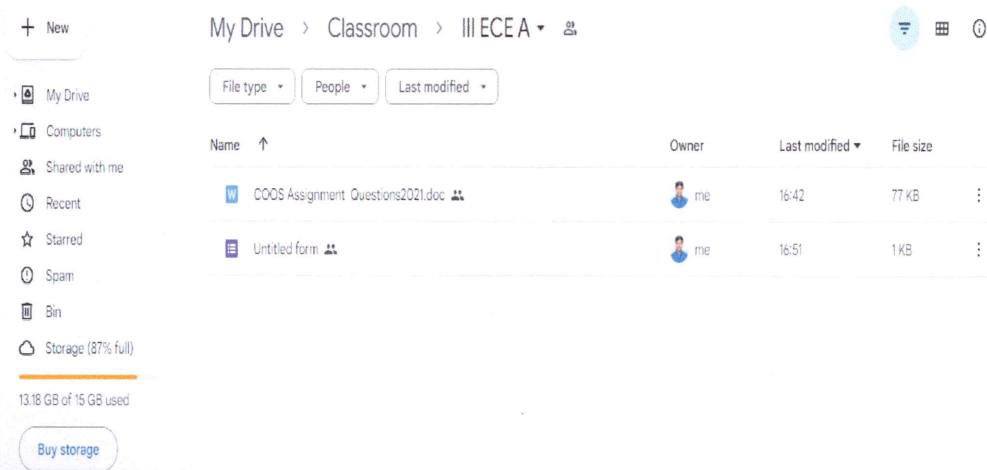 New
My Drive
Computers
Shared with me
Recent
Starred
Spam
Bin
Storage (87% full)
13.18 GB of 15 GB used
Buy storage
My Drive > Classroom > III ECE A
File type People Last modified
Name Owner Last modified File size
COOS Assignment Questions2021.doc me 16:42 77 KB
Untitled form me 16:51 1 KB